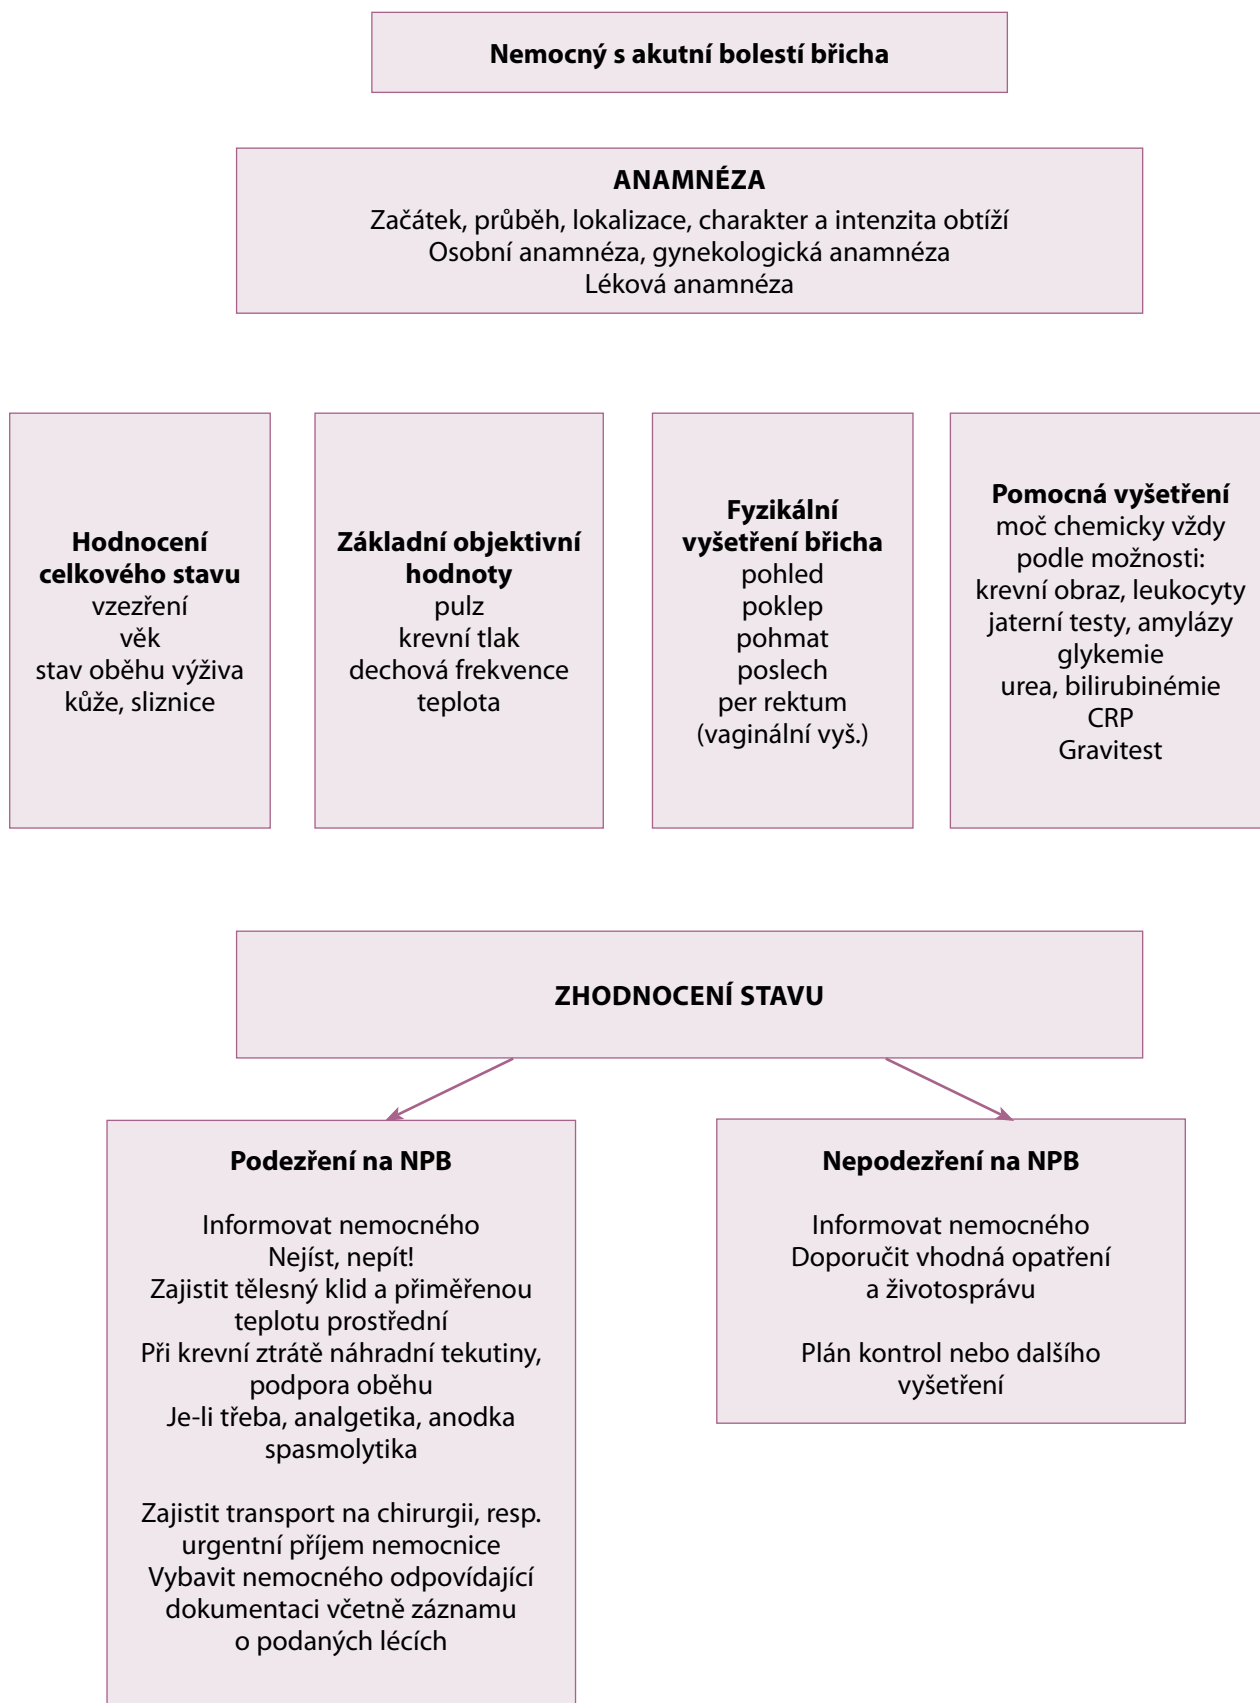 Nemocný s akutní bolestí břicha
ANAMNÉZA
Začátek, průběh, lokalizace, charakter a intenzita obtíží
Osobní anamnéza, gynekologická anamnéza
Léková anamnéza
Hodnocení
celkového stavu
vzezření
věk
stav oběhu výživa
kůže, sliznice
Základní objektivní
hodnoty
pulz
krevní tlak
dechová frekvence
teplota
Fyzikální
vyšetření břicha
pohled
poklep
pohmat
poslech
per rektum
(vaginální vyš.)
Pomocná vyšetření
moč chemicky vždy
podle možnosti:
krevní obraz, leukocyty
jaterní testy, amylázy
glykemie
urea, bilirubinémie
CRP
Gravitest
ZHODNOCENÍ STAVU
Podezření na NPB
Informovat nemocného
Nejíst, nepít!
Zajistit tělesný klid a přiměřenou
teplotu prostřední
Při krevní ztrátě náhradní tekutiny,
podpora oběhu
Je-li třeba, analgetika, anodka
spasmolytika
Zajistit transport na chirurgii, resp.
urgentní příjem nemocnice
Vybavit nemocného odpovídající
dokumentaci včetně záznamu
o podaných lécích
Nepodezření na NPB
Informovat nemocného
Doporučit vhodná opatření
a životosprávu
Plán kontrol nebo dalšího
vyšetření